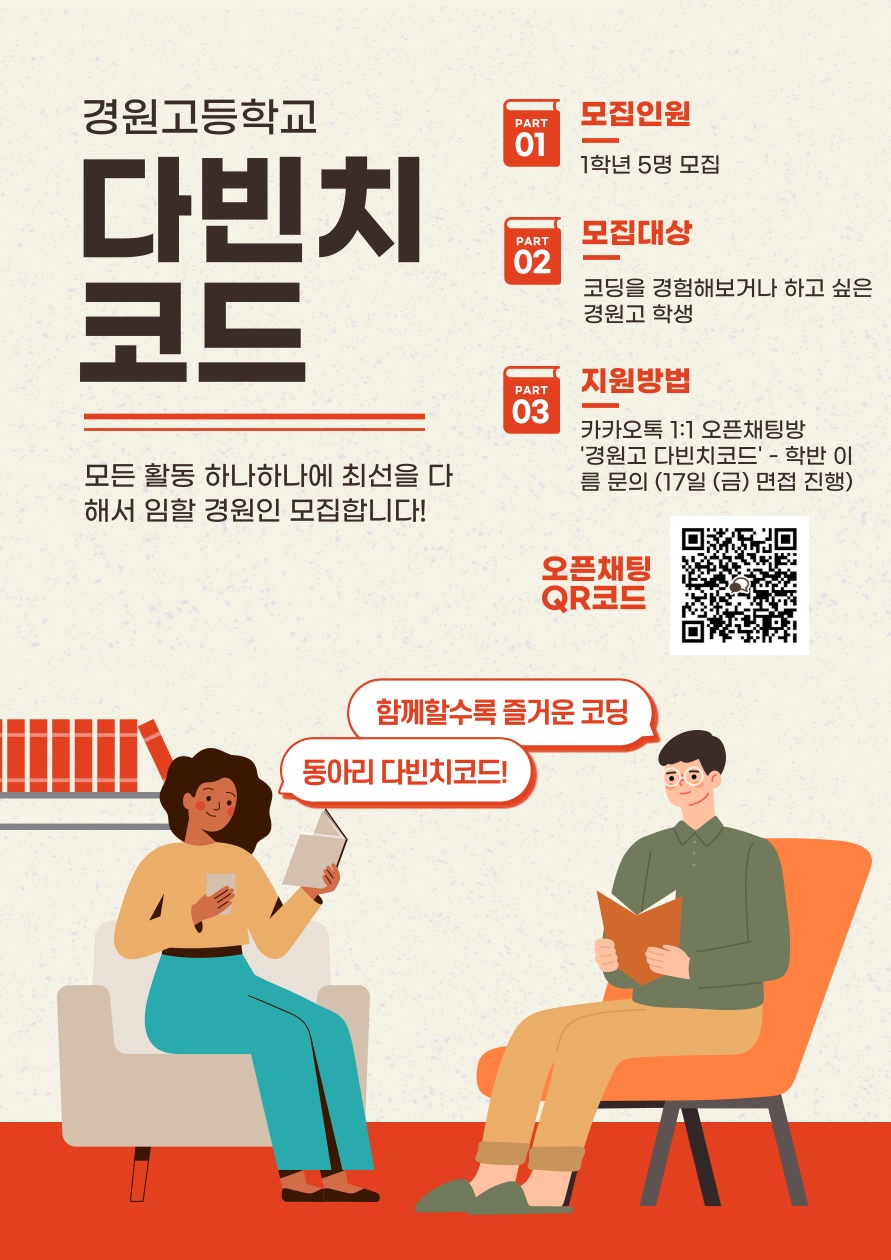 경원고등학교
다빈치
코드
모든 활동 하나하나에 최선을 다
해서 임할 경원인 모집합니다!
PART
01
모집인원
1학년 5명 모집
PART
02
모집대상
코딩을 경험해보거나 하고 싶은
경원고 학생
PART
03
지원방법
카카오톡 1:1 오픈채팅방
'경원고 다빈치코드' - 학반 이
름 문의 (17일 (금) 면접 진행)
오픈채팅
QR코드
함께할수록 즐거운 코딩
동아리 다빈치코드!